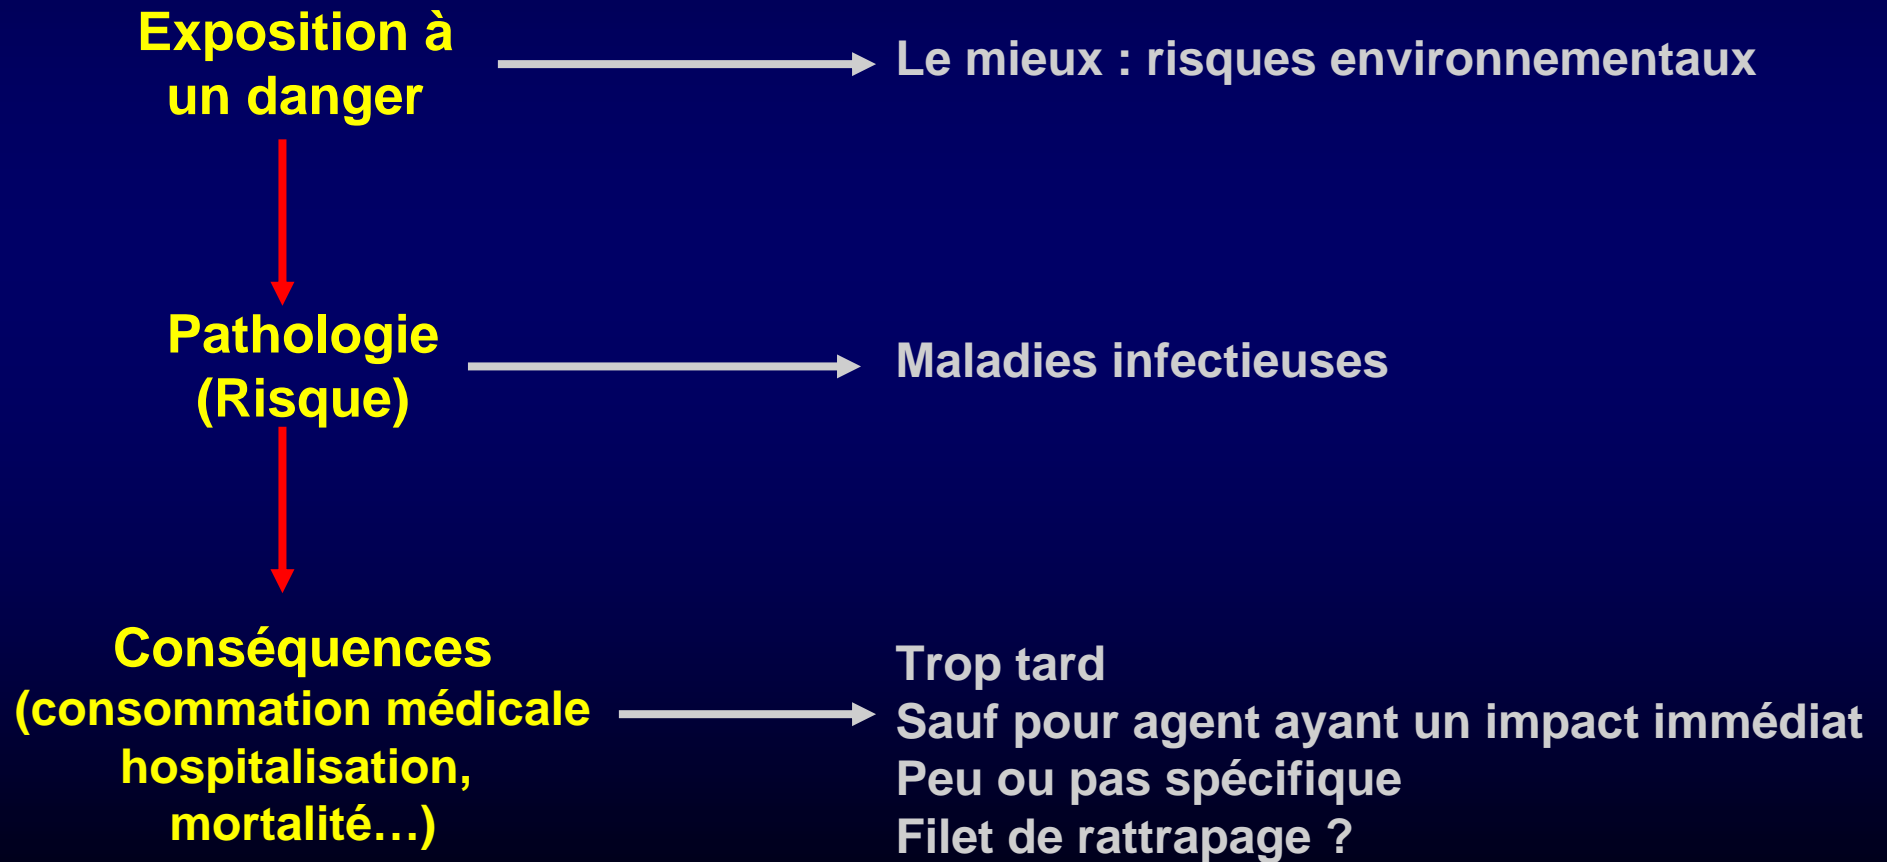 Exposition à
un danger
Le mieux : risques environnementaux
Pathologie
(Risque)
Maladies infectieuses
Conséquences
(consommation médicale
hospitalisation,
mortalité…)
Trop tard
Sauf pour agent ayant un impact immédiat
Peu ou pas spécifique
Filet de rattrapage ?